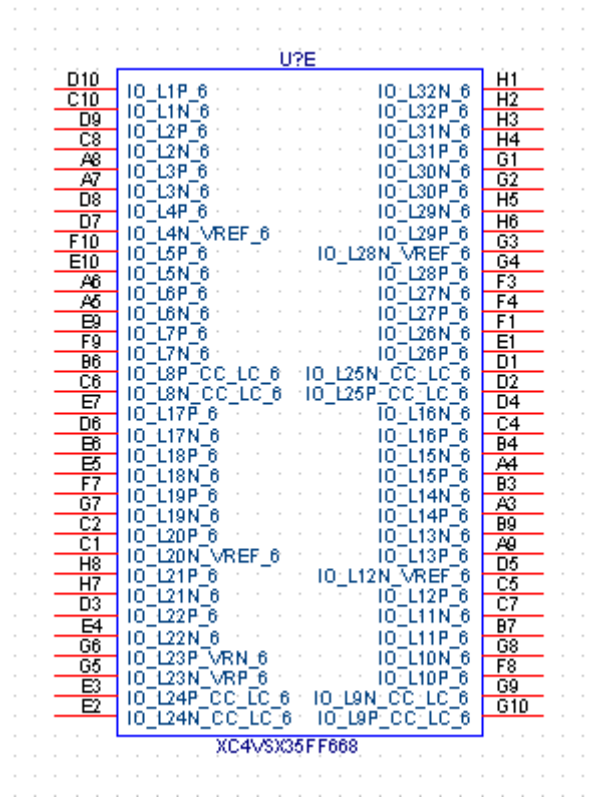 U?E
D10 IO_L1P_6 IO_L32N_6 H1
C10 IO_L1N_6 IO_L32P_6 H2
D9 IO_L2P_6 IO_L31N_6 H3
C8 IO_L2N_6 IO_L31P_6 H4
A8 IO_L3P_6 IO_L30N_6 G1
A7 IO_L3N_6 IO_L30P_6 G2
D8 IO_L4P_6 IO_L29N_6 H5
D7 IO_L4N_VREF_6 IO_L29P_6 H6
F10 IO_L5P_6 IO_L28N_VREF_6 G3
E10 IO_L5N_6 IO_L28P_6 G4
A6 IO_L6P_6 IO_L27N_6 F3
A5 IO_L6N_6 IO_L27P_6 F4
E9 IO_L7P_6 IO_L26N_6 F1
F9 IO_L7N_6 IO_L26P_6 E1
B6 IO_L8P_CC_LC_6 IO_L25N_CC_LC_6 D1
C6 IO_L8N_CC_LC_6 IO_L25P_CC_LC_6 D2
E7 IO_L17P_6 IO_L16N_6 D4
D6 IO_L17N_6 IO_L16P_6 C4
E6 IO_L18P_6 IO_L15N_6 B4
E5 IO_L18N_6 IO_L15P_6 A4
F7 IO_L19P_6 IO_L14N_6 B3
G7 IO_L19N_6 IO_L14P_6 A3
C2 IO_L20P_6 IO_L13N_6 B9
C1 IO_L20N_VREF_6 IO_L13P_6 A9
H8 IO_L21P_6 IO_L12N_VREF_6 D5
H7 IO_L21N_6 IO_L12P_6 C5
D3 IO_L22P_6 IO_L11N_6 C7
E4 IO_L22N_6 IO_L11P_6 B7
G6 IO_L23P_VRN_6 IO_L10N_6 G8
G5 IO_L23N_VRP_6 IO_L10P_6 F8
E3 IO_L24P_CC_LC_6 IO_L9N_CC_LC_6 G9
E2 IO_L24N_CC_LC_6 IO_L9P_CC_LC_6 G10
XC4VSX35FF668